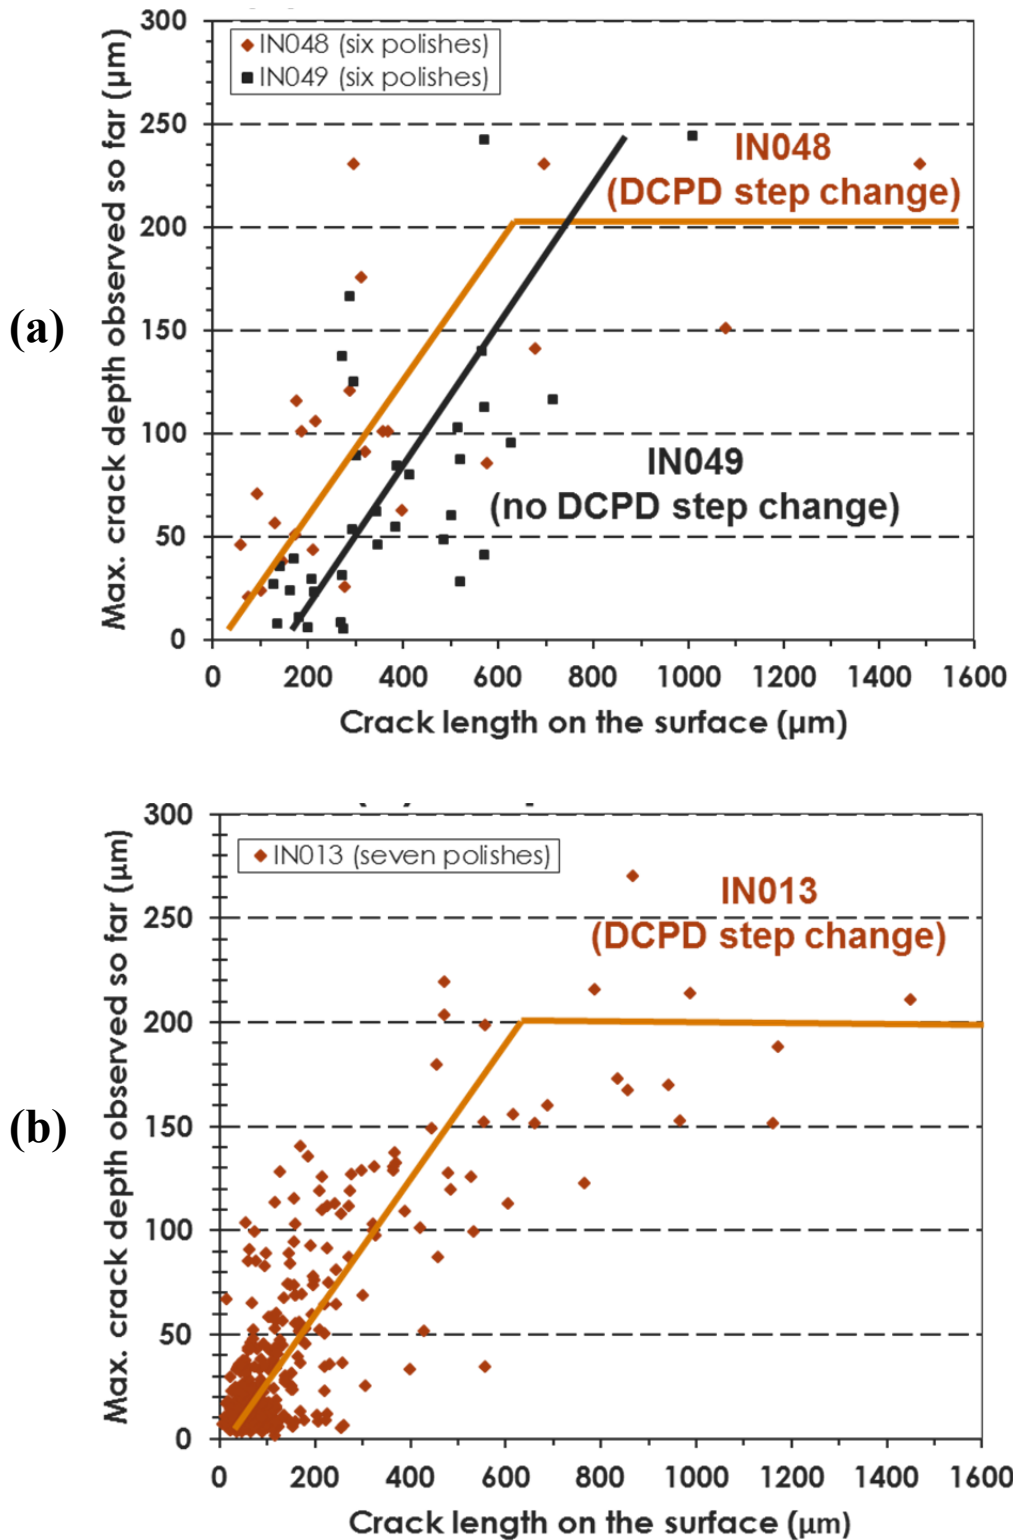 (a)
Max. crack depth observed so far (µm)
300
250
200
150
100
50
0
IN048 (six polishes)
IN049 (six polishes)
IN048
(DCPD step change)
IN049
(no DCPD step change)
0 200 400 600 800 1000 1200 1400 1600
Crack length on the surface (µm)
(b)
Max. crack depth observed so far (µm)
300
250
200
150
100
50
0
IN013 (seven polishes)
IN013
(DCPD step change)
0 200 400 600 800 1000 1200 1400 1600
Crack length on the surface (µm)